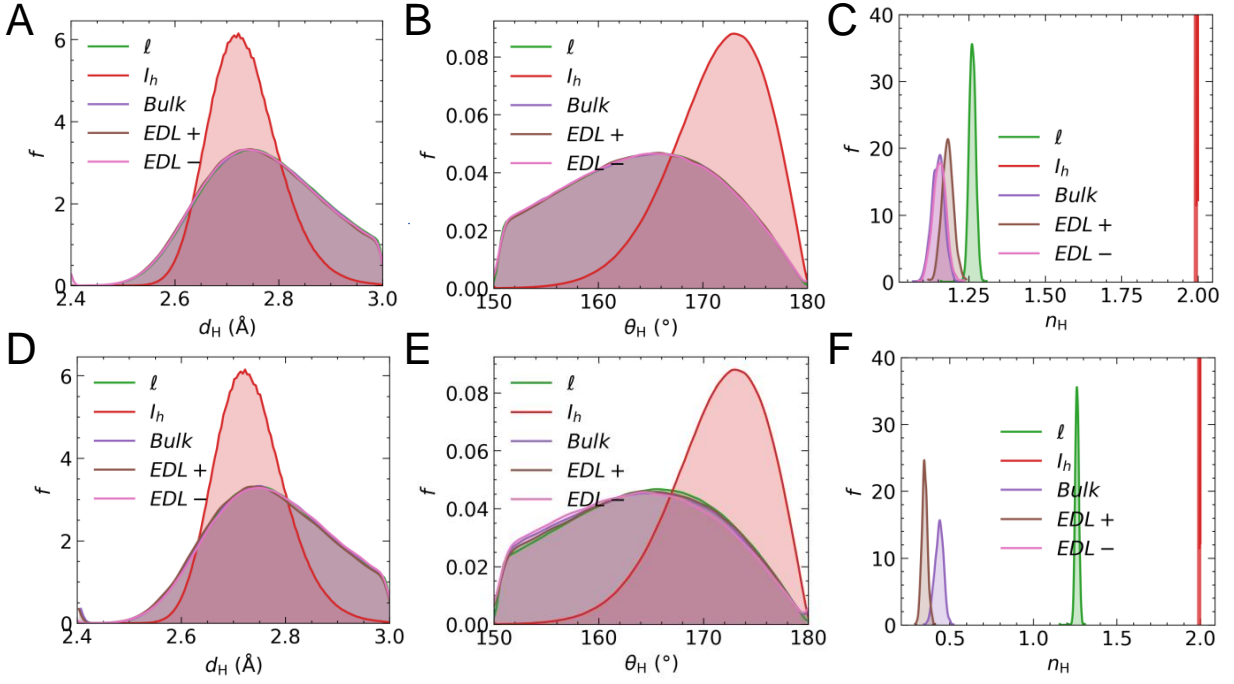 A
6
4
2
0
f
ℓ
I_h
Bulk
EDL +
EDL −
2.4 2.6 2.8 3.0
d_H (Å)
B
0.08
0.06
0.04
0.02
0.00
f
ℓ
I_h
Bulk
EDL +
EDL −
150 160 170 180
θ_H (°)
C
40
30
20
10
0
f
ℓ
I_h
Bulk
EDL +
EDL −
1.25 1.50 1.75 2.00
n_H
D
6
4
2
0
f
ℓ
I_h
Bulk
EDL +
EDL −
2.4 2.6 2.8 3.0
d_H (Å)
E
0.08
0.06
0.04
0.02
0.00
f
ℓ
I_h
Bulk
EDL +
EDL −
150 160 170 180
θ_H (°)
F
40
30
20
10
0
f
ℓ
I_h
Bulk
EDL +
EDL −
0.5 1.0 1.5 2.0
n_H